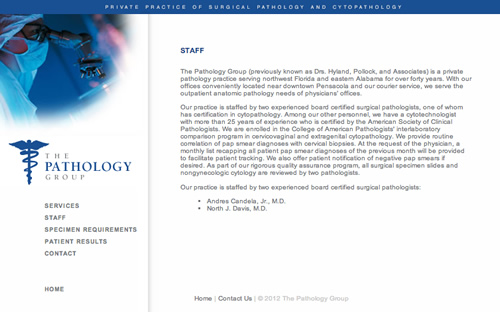 PRIVATE PRACTICE OF SURGICAL PATHOLOGY AND CYTOPATHOLOGY
THE
PATHOLOGY
GROUP
SERVICES
STAFF
SPECIMEN REQUIREMENTS
PATIENT RESULTS
CONTACT
HOME
STAFF
The Pathology Group (previously known as Drs. Hyland, Pollock, and Associates) is a private
pathology practice serving northwest Florida and eastern Alabama for over forty years. With our
offices conveniently located near downtown Pensacola and our courier service, we serve the
outpatient anatomic pathology needs of physicians' offices.
Our practice is staffed by two experienced board certified surgical pathologists, one of whom
has certification in cytopathology. Among our other personnel, we have a cytotechnologist
with more than 25 years of experience who is certified by the American Society of Clinical
Pathologists. We are enrolled in the College of American Pathologists' interlaboratory
comparison program in cervicovaginal and extragenital cytopathology. We provide routine
correlation of pap smear diagnoses with cervical biopsies. At the request of the physician, a
monthly list recapping all patient pap smear diagnoses of the previous month will be provided
to facilitate patient tracking. We also offer patient notification of negative pap smears if
desired. As part of our rigorous quality assurance program, all surgical specimen slides and
nongynecologic cytology are reviewed by two pathologists.
Our practice is staffed by two experienced board certified surgical pathologists:
• Andres Candela, Jr., M.D.
• North J. Davis, M.D.
Home | Contact Us | © 2012 The Pathology Group